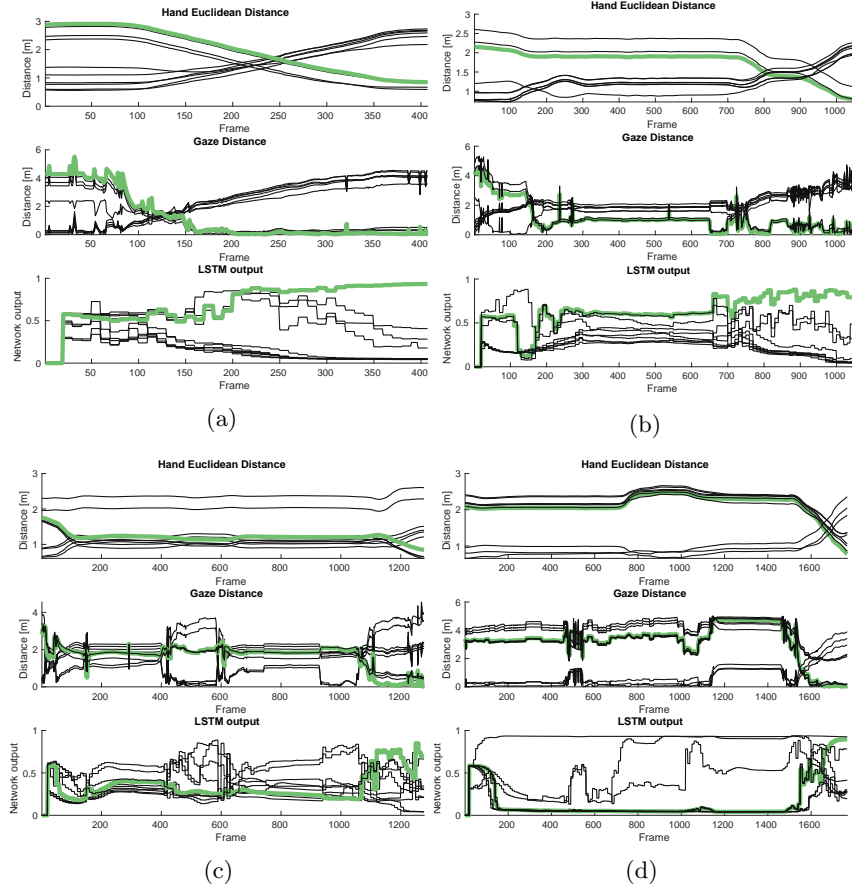 Hand Euclidean Distance
Distance [m]
3
2
1
0
50 100 150 200 250 300 350 400
Frame
Gaze Distance
Distance [m]
6
4
2
0
50 100 150 200 250 300 350 400
Frame
LSTM output
Network output
1
0.5
0
50 100 150 200 250 300 350 400
Frame
(a)
Hand Euclidean Distance
Distance [m]
2.5
2
1.5
1
100 200 300 400 500 600 700 800 900 1000
Frame
Gaze Distance
Distance [m]
6
4
2
0
100 200 300 400 500 600 700 800 900 1000
Frame
LSTM output
Network output
1
0.5
0
100 200 300 400 500 600 700 800 900 1000
Frame
(b)
Hand Euclidean Distance
Distance [m]
3
2
1
200 400 600 800 1000 1200
Frame
Gaze Distance
Distance [m]
4
2
0
200 400 600 800 1000 1200
Frame
LSTM output
Network output
1
0.5
0
200 400 600 800 1000 1200
Frame
(c)
Hand Euclidean Distance
Distance [m]
3
2
1
200 400 600 800 1000 1200 1400 1600
Frame
Gaze Distance
Distance [m]
6
4
2
0
200 400 600 800 1000 1200 1400 1600
Frame
LSTM output
Network output
1
0.5
0
200 400 600 800 1000 1200 1400 1600
Frame
(d)